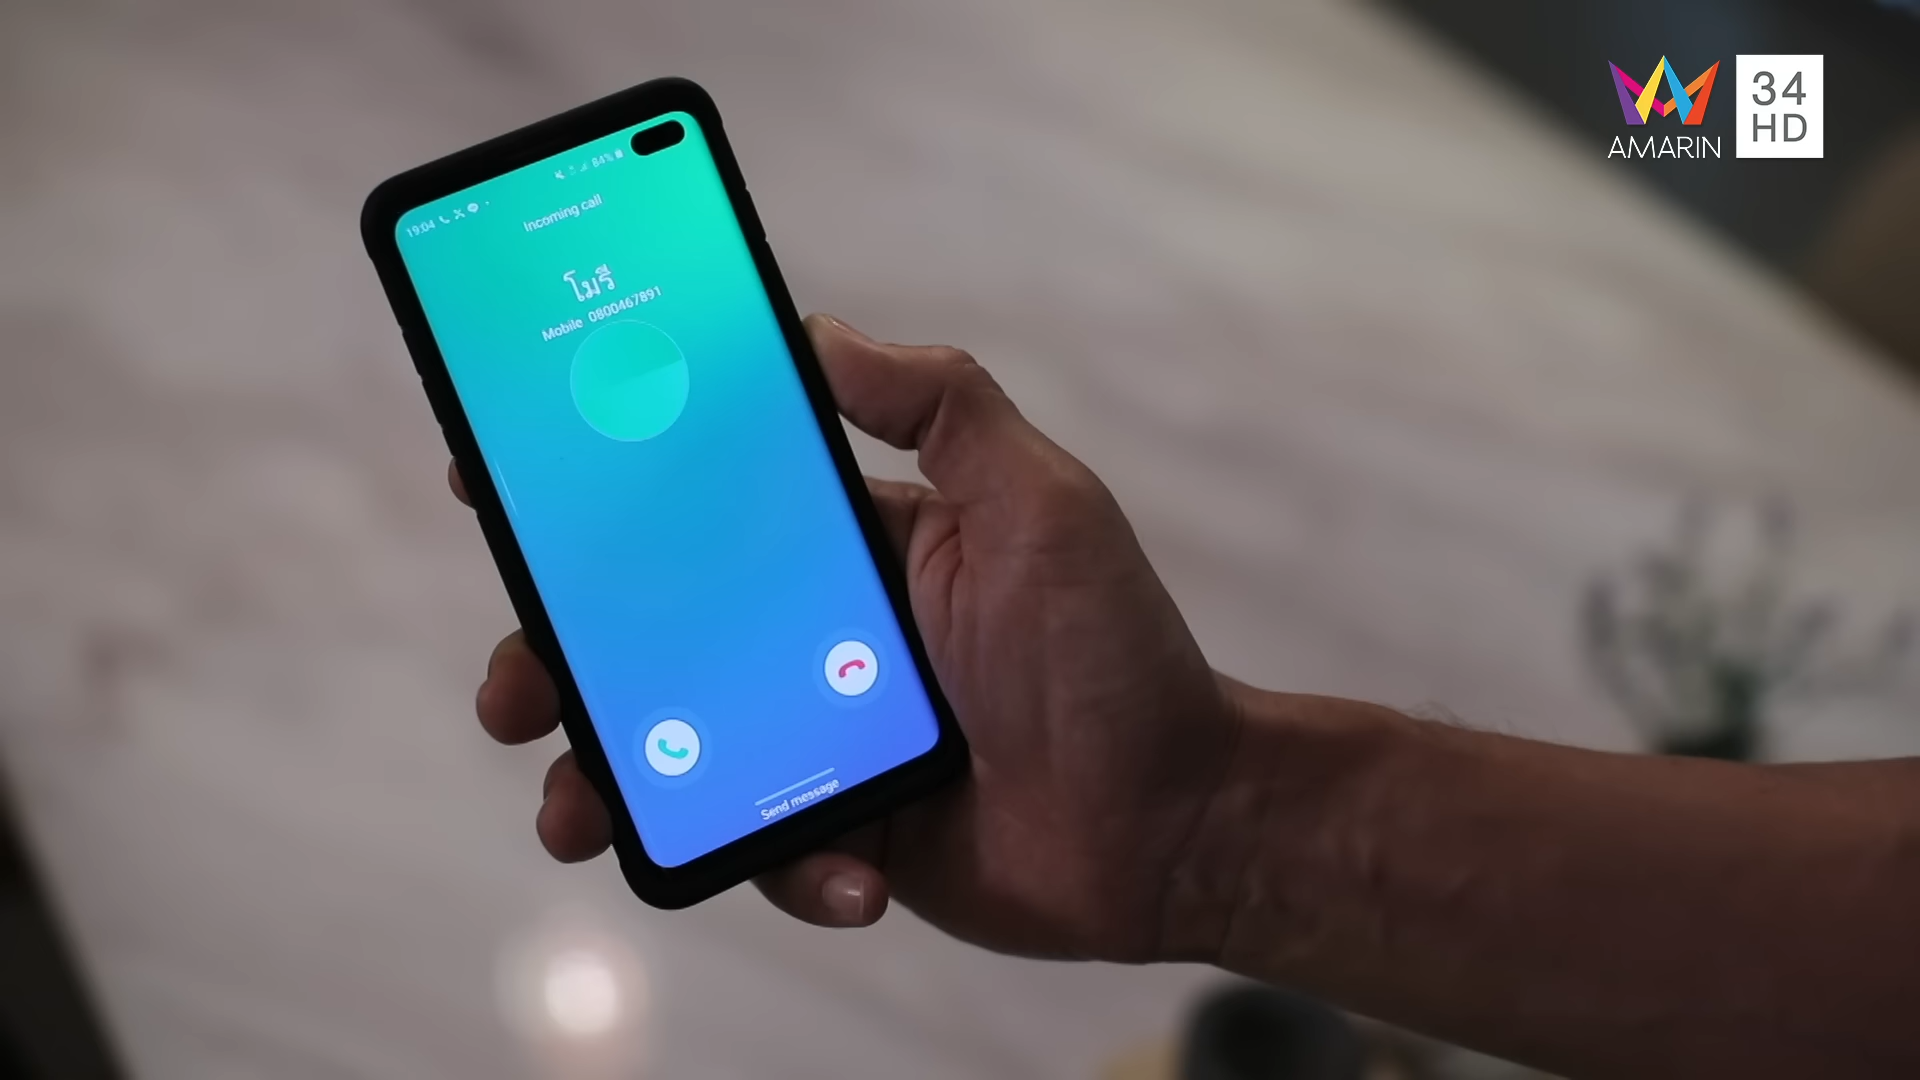 AMARIN
34
HD
19:04
84%
Incoming call
โมรี
Mobile 0800467891
Send message